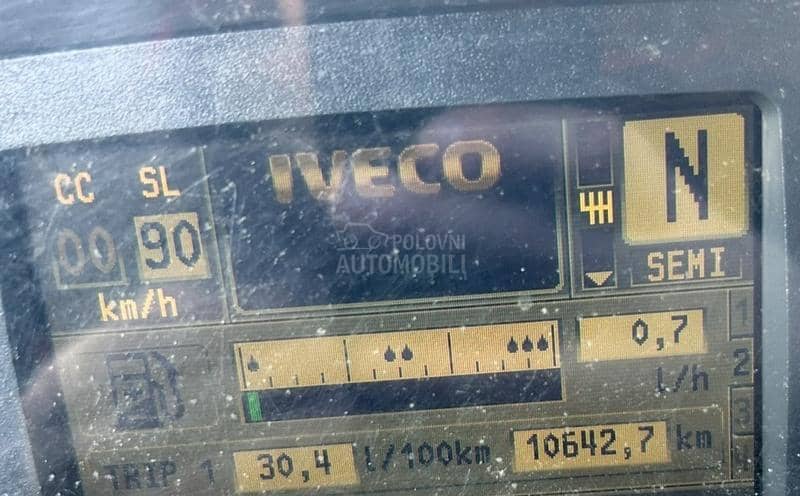 IVECO
CC SL
00 90
km/h
N
SEMI
POLOVNI
AUTOMOBILI
0,7
l/h
1
2
3
TRIP 1 30,4 l/100km 10642,7 km